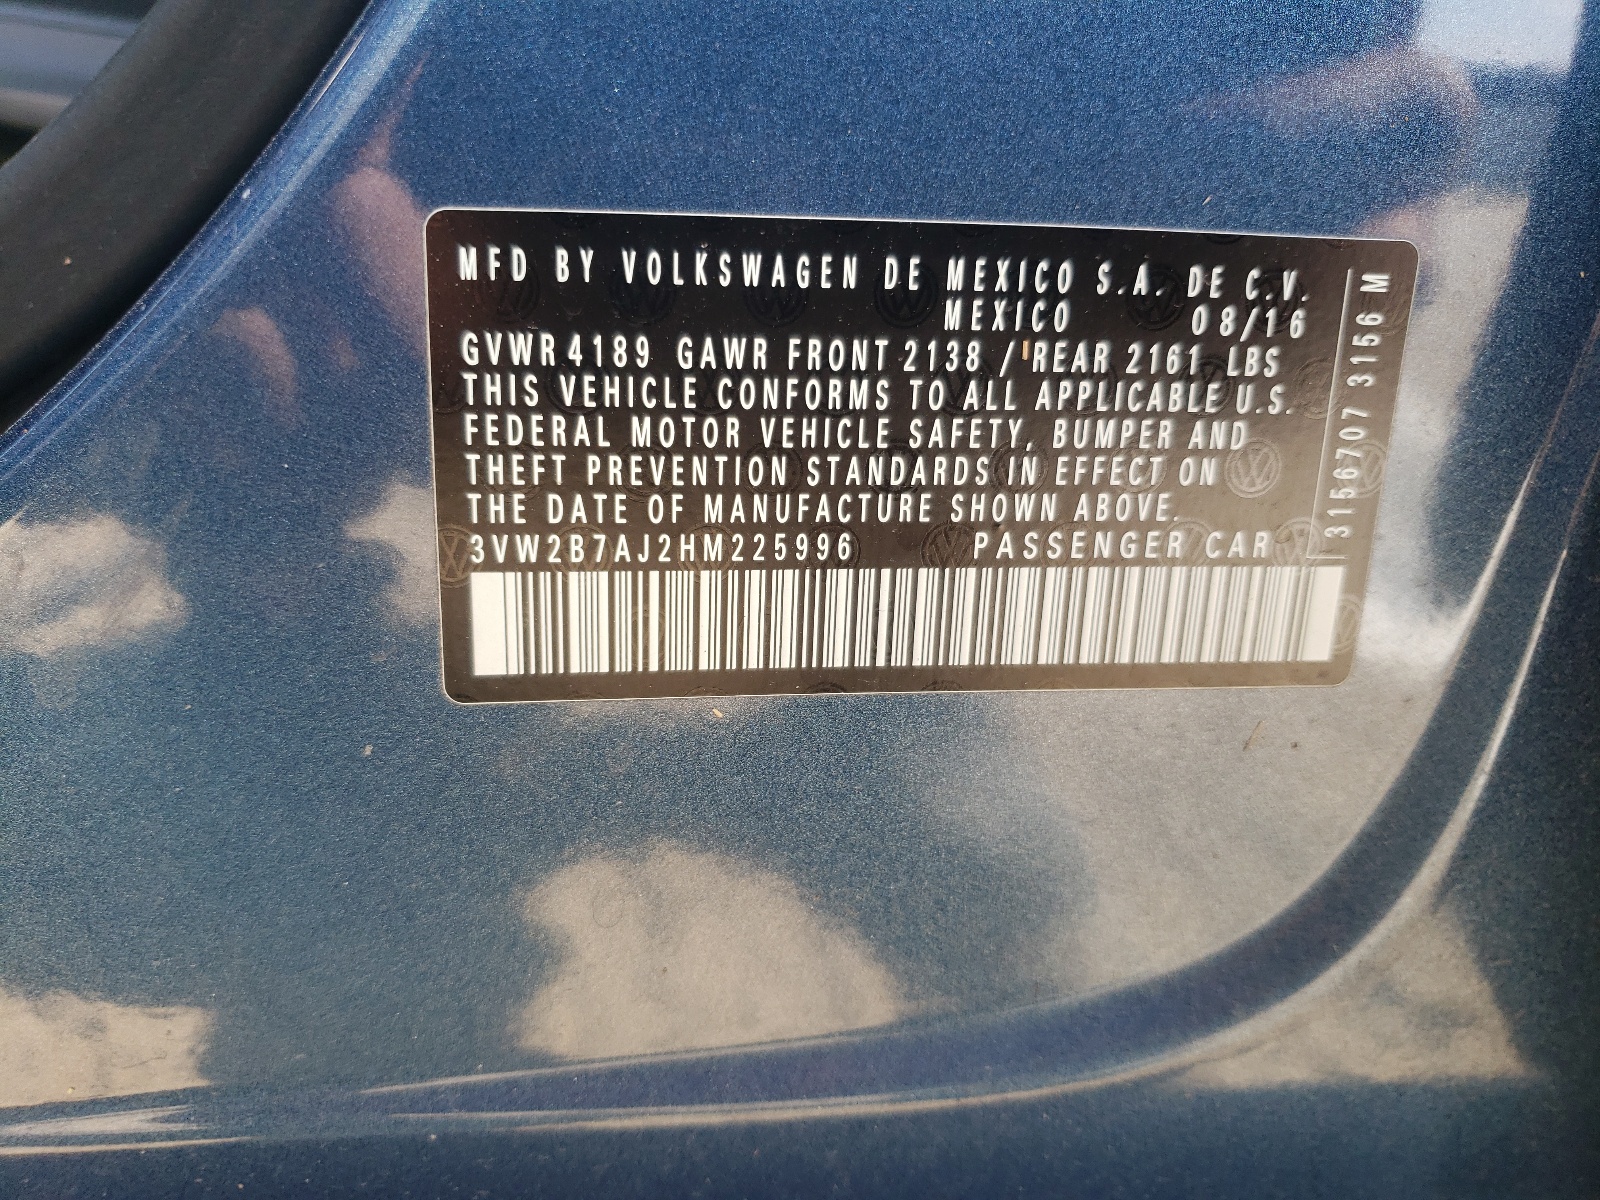 MFD BY VOLKSWAGEN DE MEXICO S.A. DE C.V.
MEXICO 08/16
GVWR 4189 GAWR FRONT 2138 / REAR 2161 LBS
THIS VEHICLE CONFORMS TO ALL APPLICABLE U.S.
FEDERAL MOTOR VEHICLE SAFETY, BUMPER AND
THEFT PREVENTION STANDARDS IN EFFECT ON
THE DATE OF MANUFACTURE SHOWN ABOVE.
3VW2B7AJ2HM225996 PASSENGER CAR
3156707 3156 M